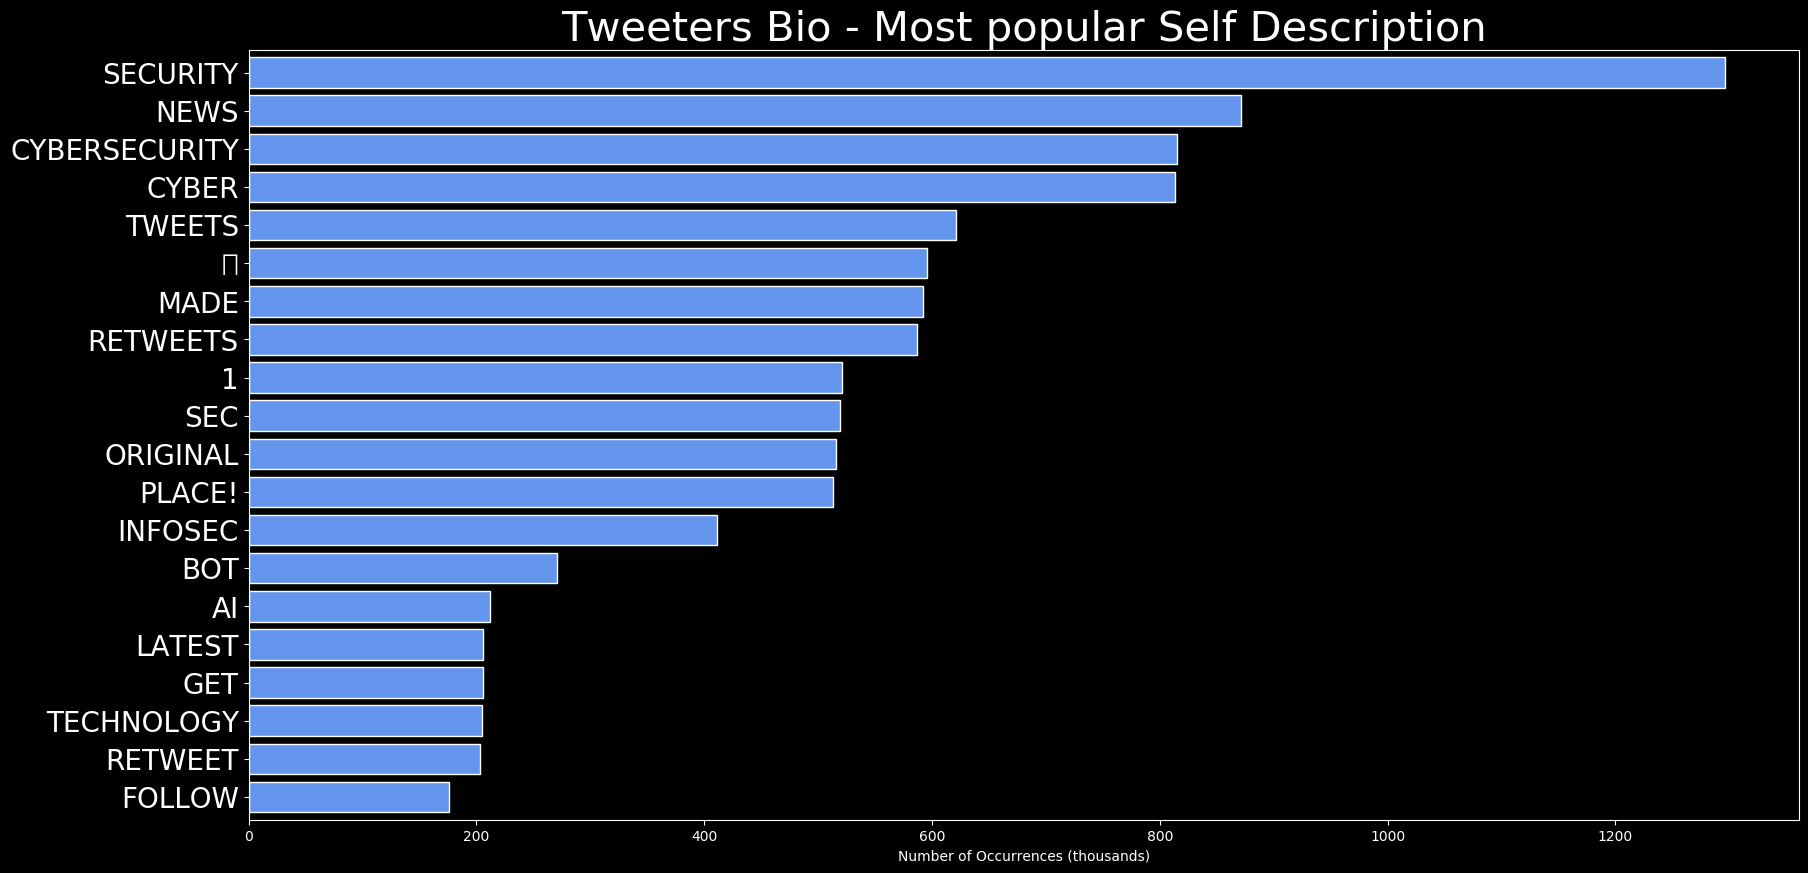 Tweeters Bio - Most popular Self Description
SECURITY
NEWS
CYBERSECURITY
CYBER
TWEETS
MADE
RETWEETS
1
SEC
ORIGINAL
PLACE!
INFOSEC
BOT
AI
LATEST
GET
TECHNOLOGY
RETWEET
FOLLOW
0 200 400 600 800 1000 1200
Number of Occurrences (thousands)